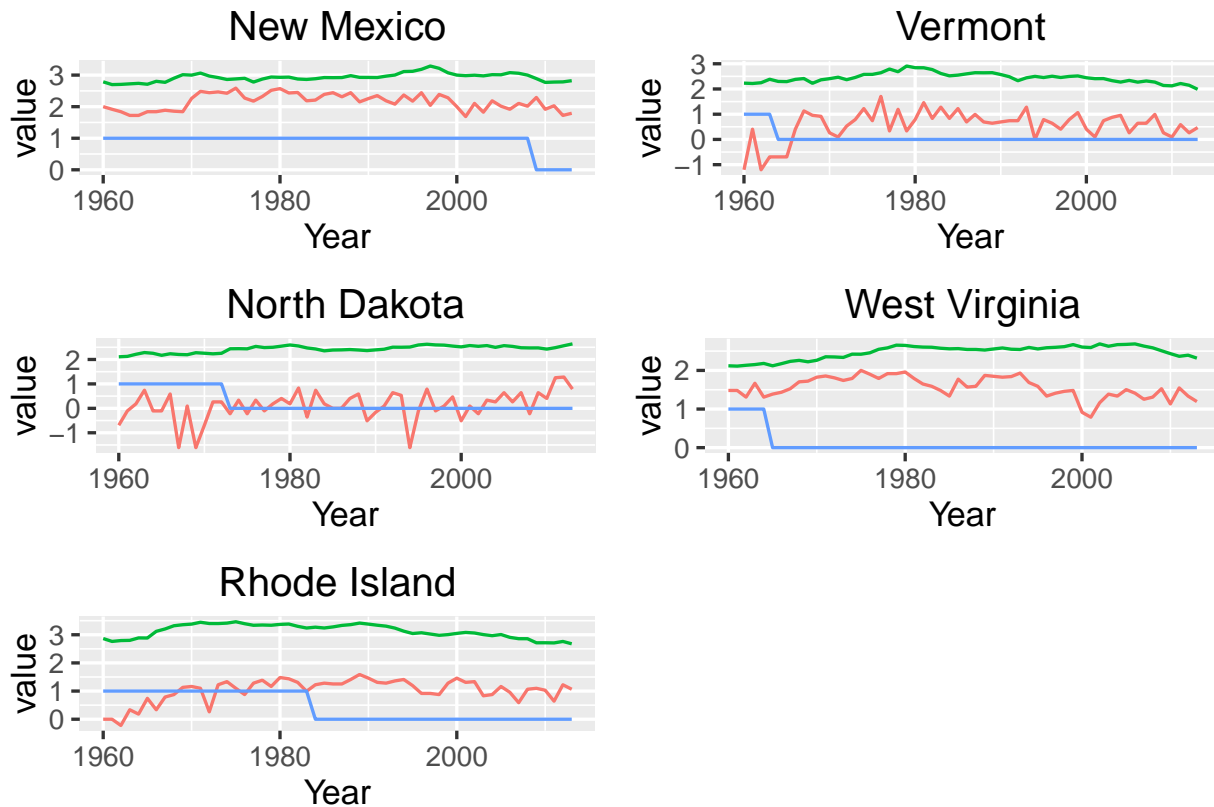 New Mexico
value
3
2
1
0
1960 1980 2000
Year
Vermont
value
3
2
1
0
−1
1960 1980 2000
Year
North Dakota
value
2
1
0
−1
1960 1980 2000
Year
West Virginia
value
2
1
0
1960 1980 2000
Year
Rhode Island
value
3
2
1
0
1960 1980 2000
Year